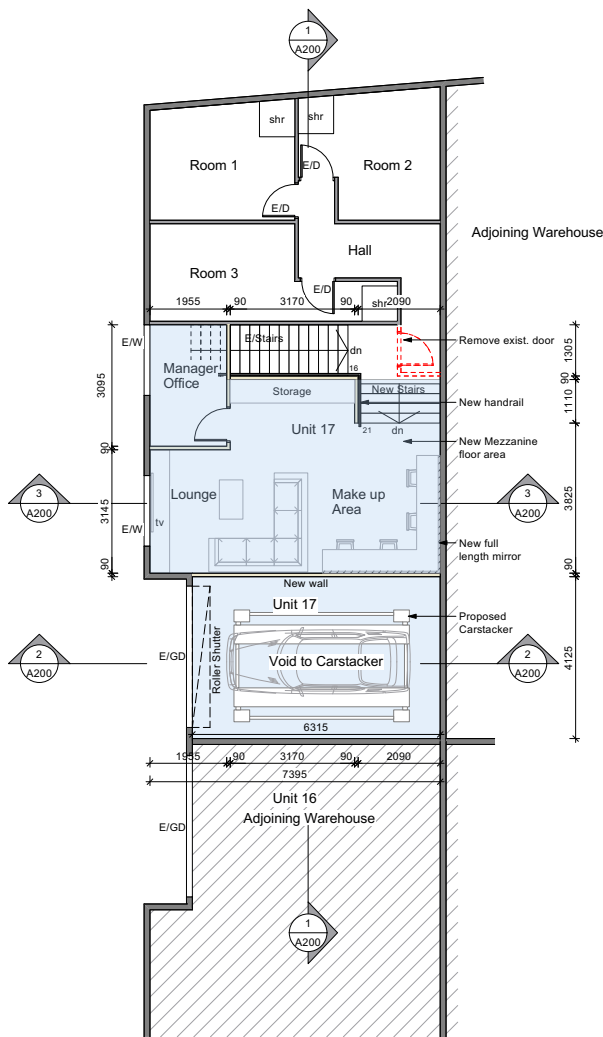 1
A200
shr
shr
Room 1
E/D
Room 2
E/D
Adjoining Warehouse
Hall
Room 3
E/D
1955
90
3170
90
2090
shr
E/W
E/Stairs
Remove exist. door
1305
dn
Manager
Office
16
3095
90
Storage
New Stairs
New handrail
1110
Unit 17
21
dn
New Mezzanine
floor area
90
3
A200
Lounge
Make up
Area
3
A200
3825
3145
tv
E/W
New full
length mirror
90
90
New wall
Unit 17
Proposed
Carstacker
2
A200
E/GD
Roller Shutter
Void to Carstacker
2
A200
4125
6315
1955
90
3170
90
2090
7395
Unit 16
Adjoining Warehouse
E/GD
1
A200